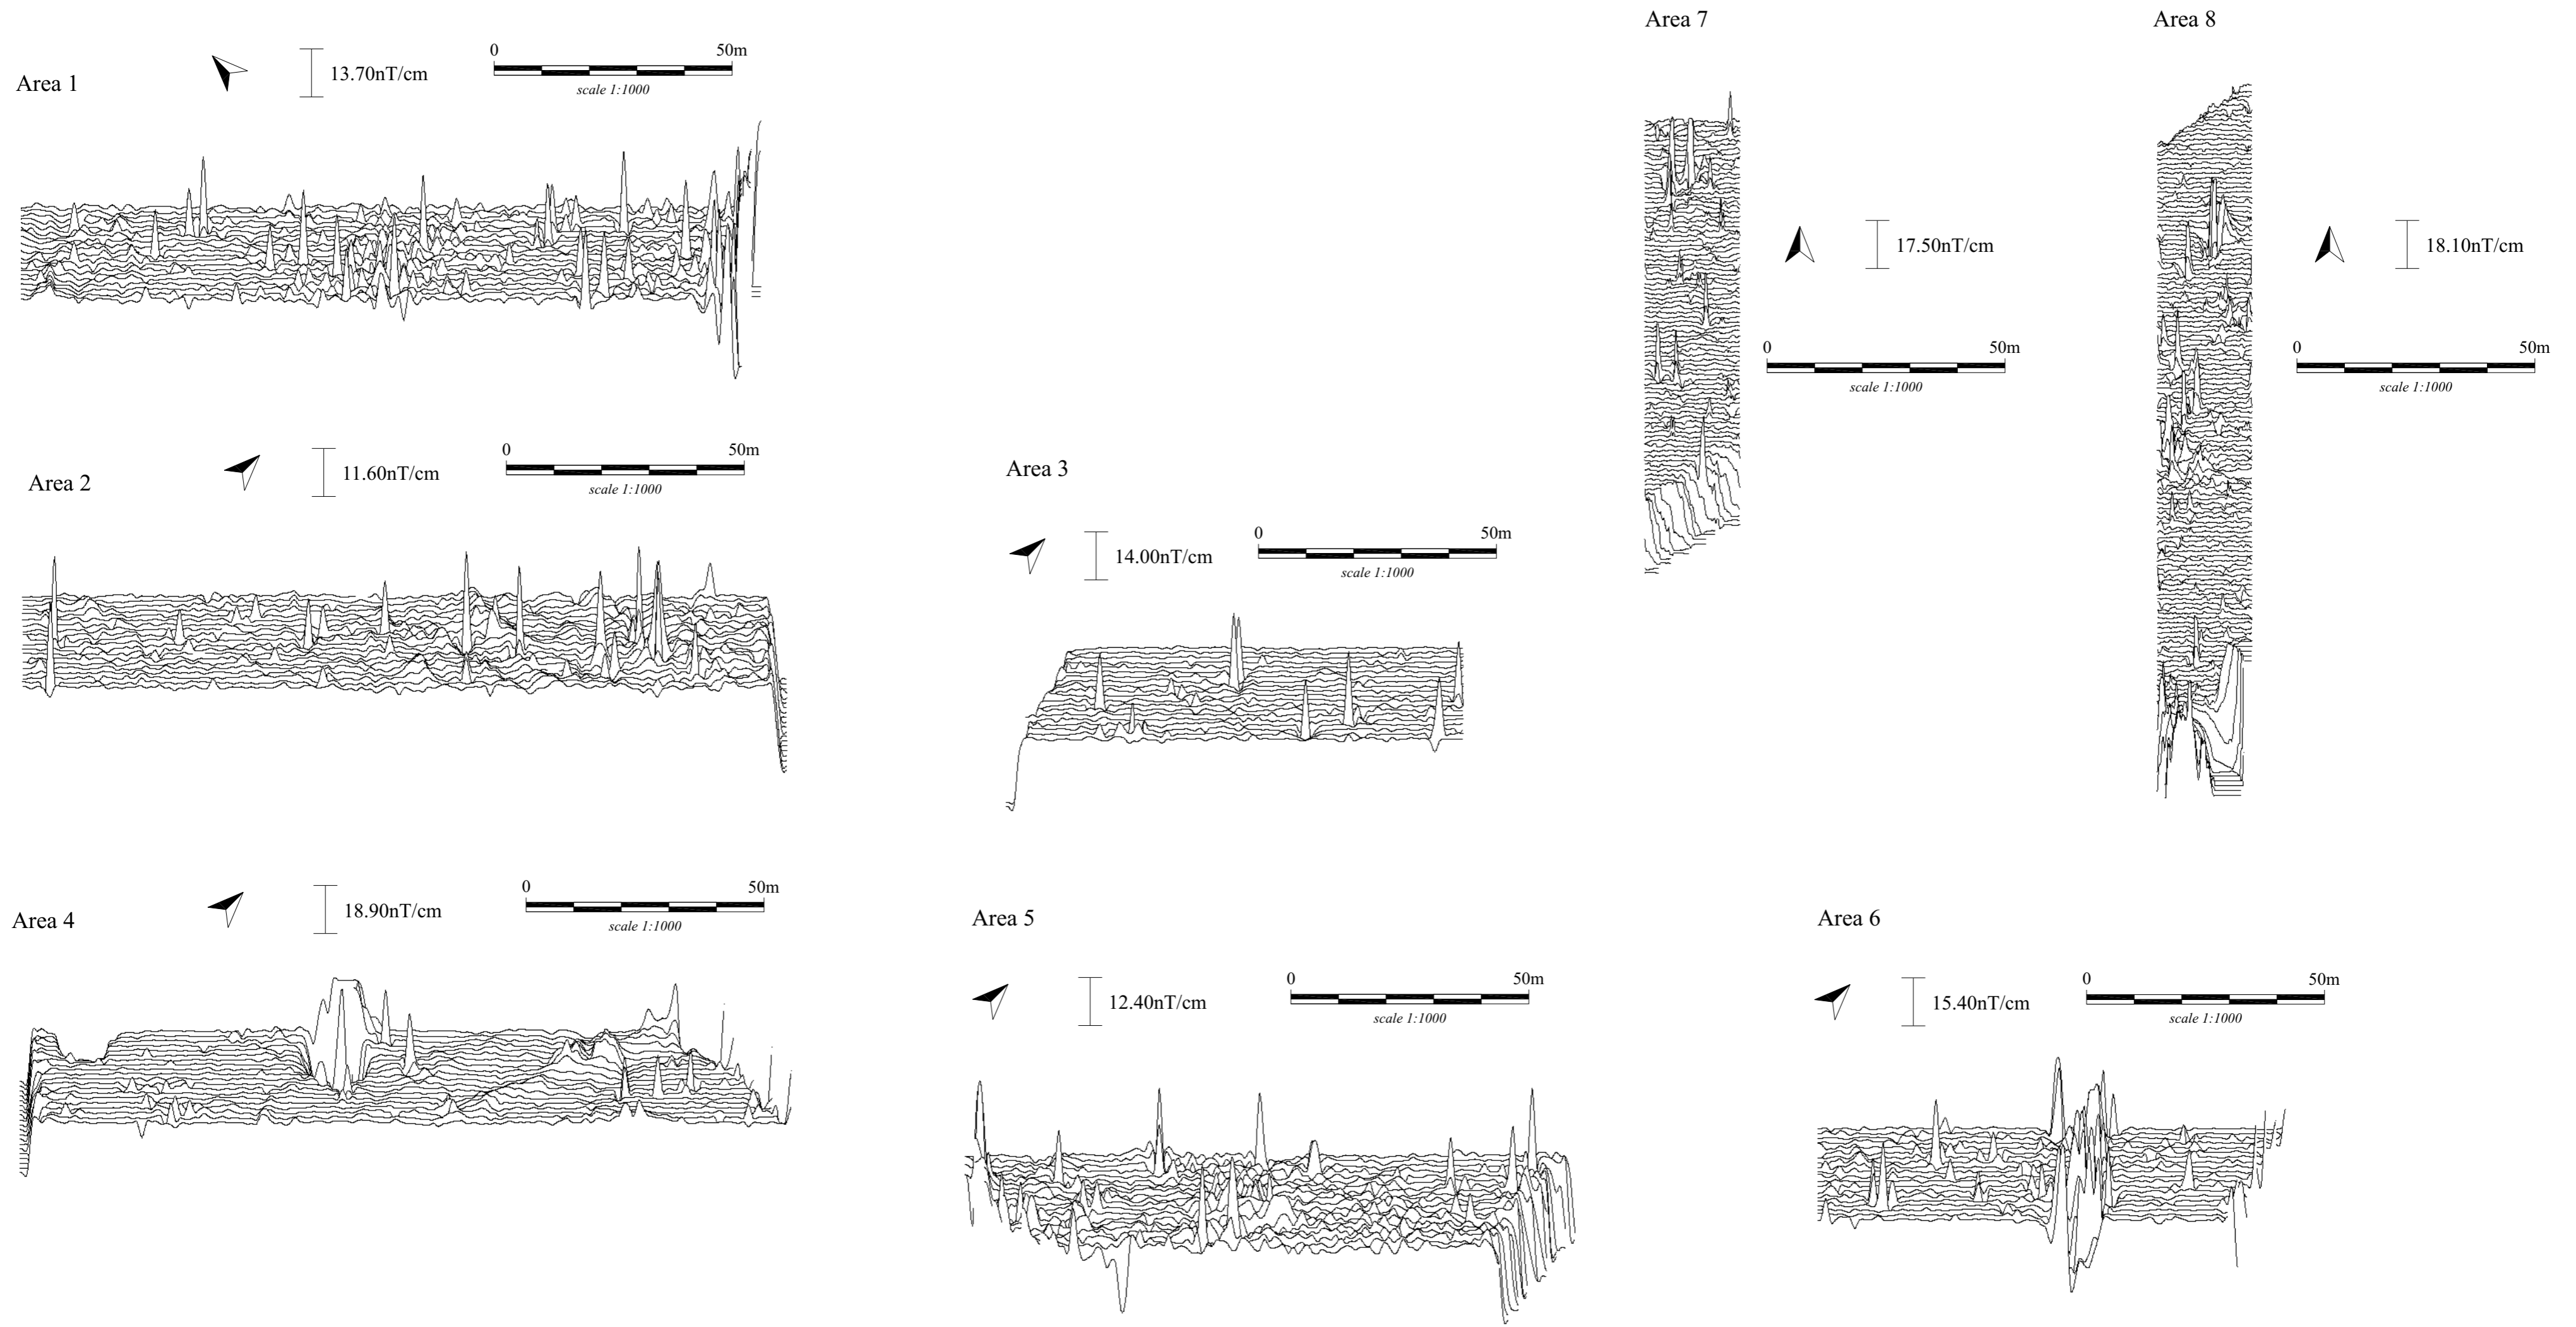 Area 7
Area 8
0 50m
13.70nT/cm
Area 1
scale 1:1000
17.50nT/cm
18.10nT/cm
0 50m
scale 1:1000
0 50m
scale 1:1000
0 50m
11.60nT/cm
Area 2
scale 1:1000
Area 3
0 50m
14.00nT/cm
scale 1:1000
0 50m
18.90nT/cm
Area 4
scale 1:1000
Area 5
0 50m
12.40nT/cm
scale 1:1000
Area 6
0 50m
15.40nT/cm
scale 1:1000